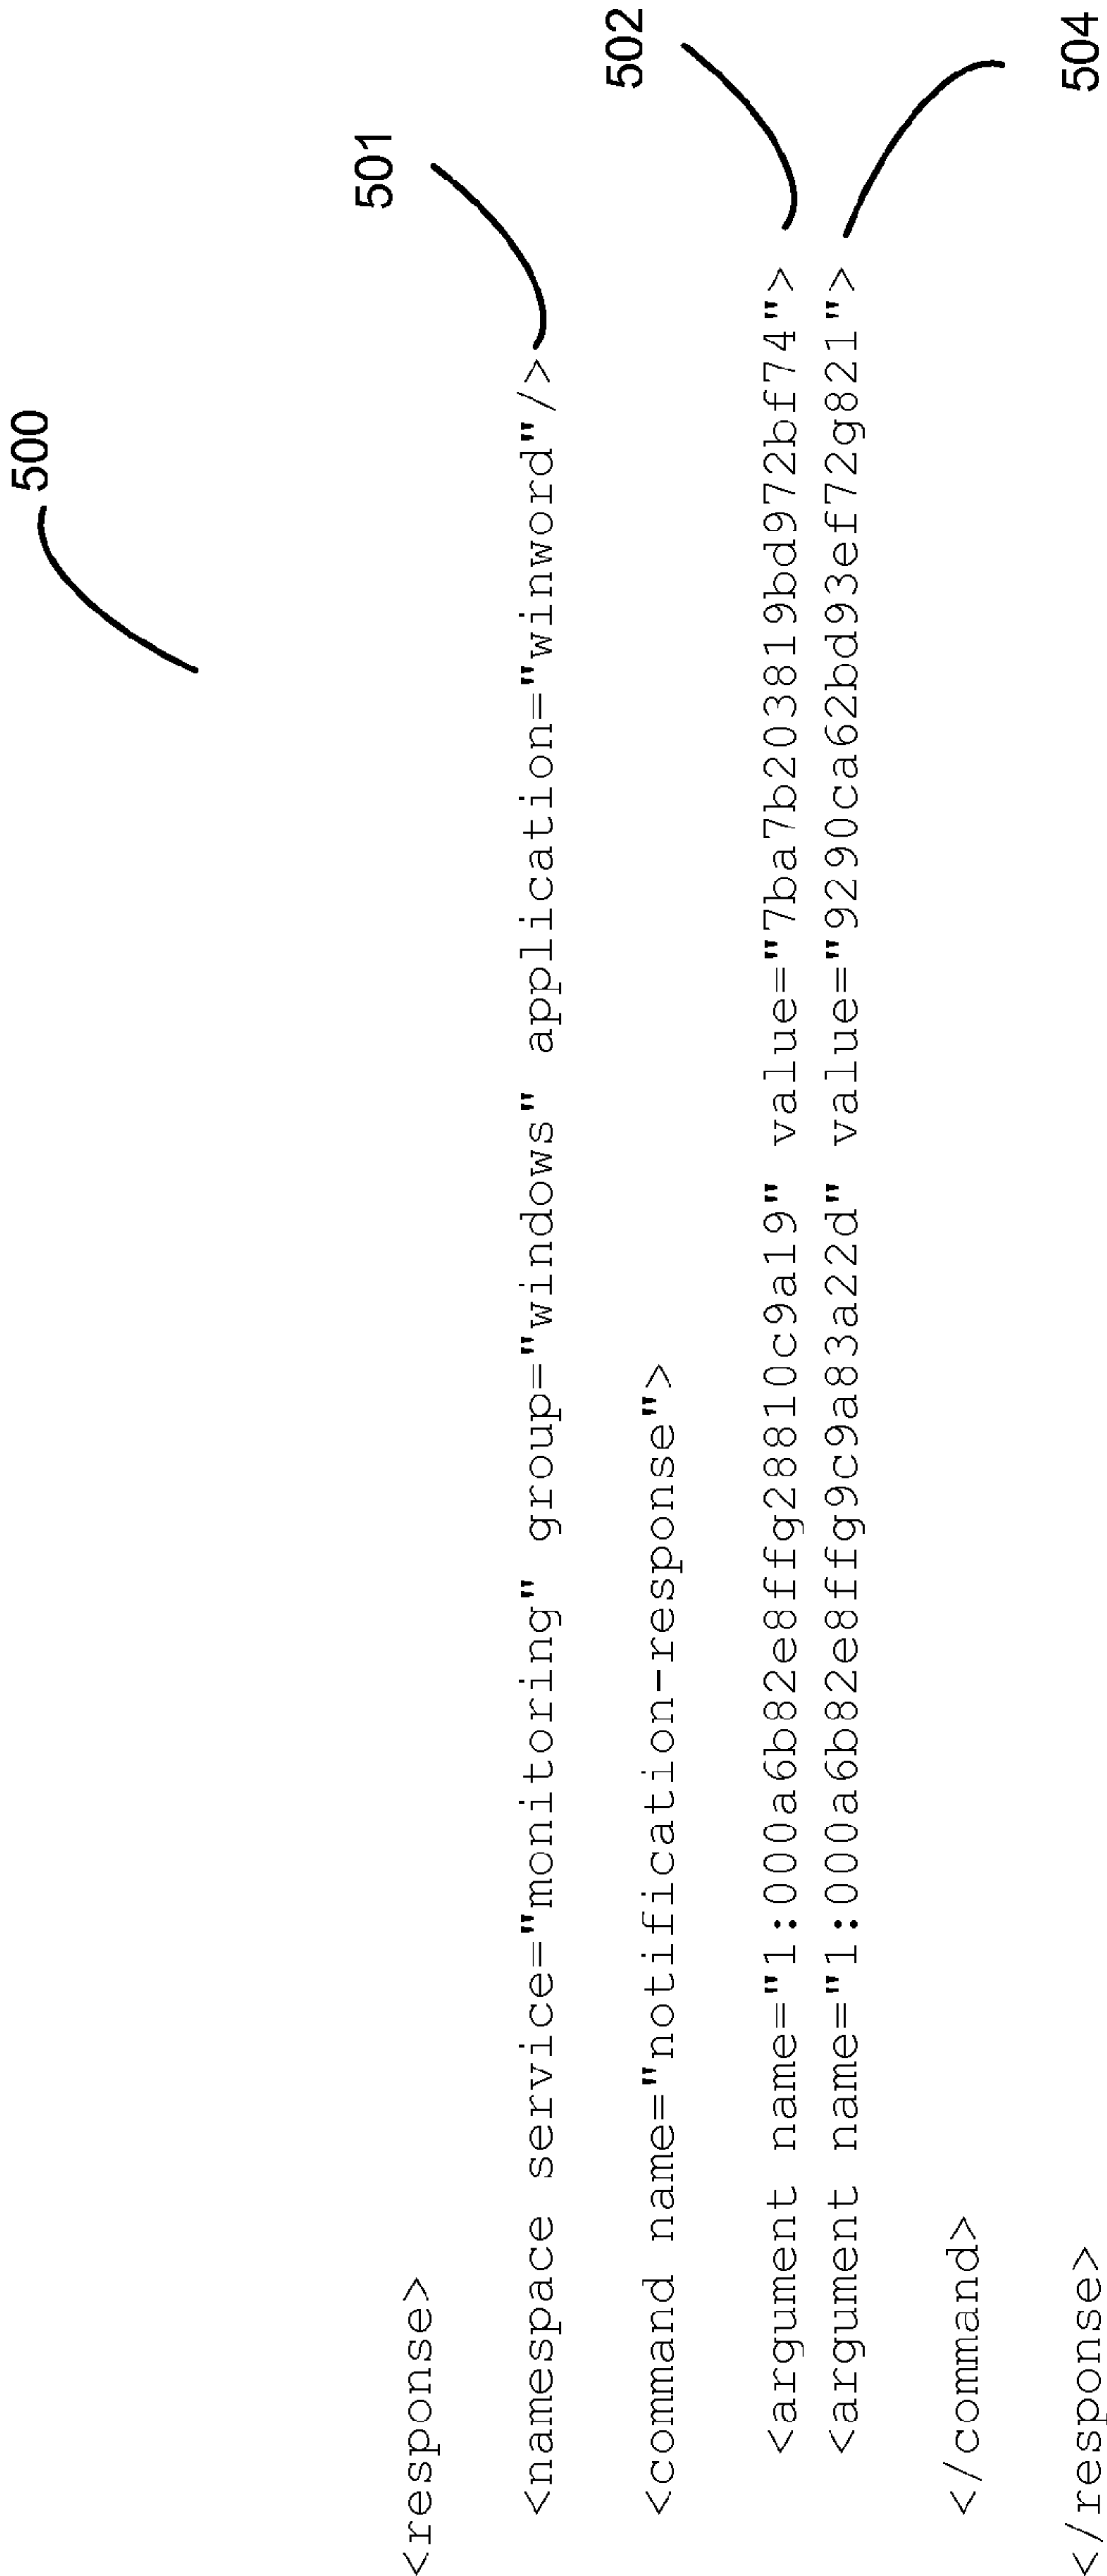 500
<response>
501
<namespace service="monitoring" group="windows" application="winword"/>
<command name="notification-response">
502
<argument name="1:000a6b82e8ffg28810c9a19" value="7ba7b203819bd972bf74">
<argument name="1:000a6b82e8ffg9c9a83a22d" value="9290ca62bd93ef72g821">
504
</command>
</response>